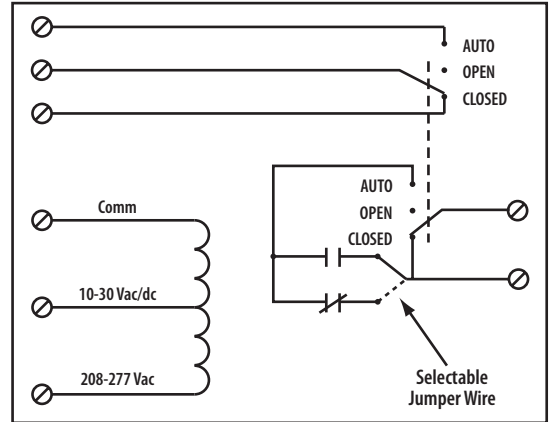 AUTO
OPEN
CLOSED
AUTO
OPEN
CLOSED
Comm
10-30 Vac/dc
208-277 Vac
Selectable
Jumper Wire